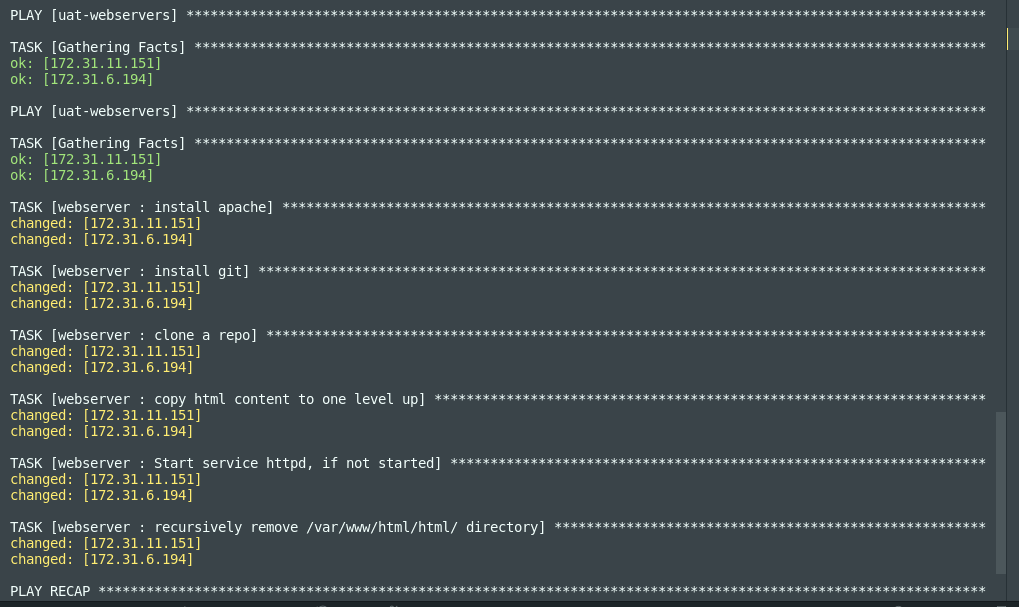 PLAY [uat-webservers] ****************************************************************************************************
TASK [Gathering Facts] ***************************************************************************************************
ok: [172.31.11.151]
ok: [172.31.6.194]
PLAY [uat-webservers] ****************************************************************************************************
TASK [Gathering Facts] ***************************************************************************************************
ok: [172.31.11.151]
ok: [172.31.6.194]
TASK [webserver : install apache] ****************************************************************************************
changed: [172.31.11.151]
changed: [172.31.6.194]
TASK [webserver : install git] *******************************************************************************************
changed: [172.31.11.151]
changed: [172.31.6.194]
TASK [webserver : clone a repo] ******************************************************************************************
changed: [172.31.11.151]
changed: [172.31.6.194]
TASK [webserver : copy html content to one level up] *********************************************************************
changed: [172.31.11.151]
changed: [172.31.6.194]
TASK [webserver : Start service httpd, if not started] *******************************************************************
changed: [172.31.11.151]
changed: [172.31.6.194]
TASK [webserver : recursively remove /var/www/html/html/ directory] ******************************************************
changed: [172.31.11.151]
changed: [172.31.6.194]
PLAY RECAP ***************************************************************************************************************